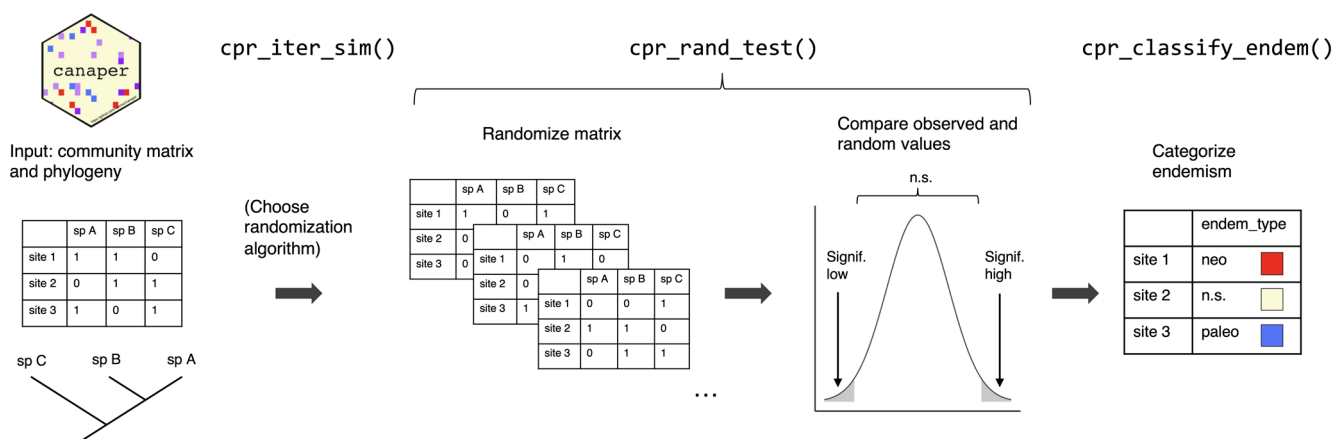 canaper
Input: community matrix
and phylogeny
sp A sp B sp C
site 1 1 1 0
site 2 0 1 1
site 3 1 0 1
sp C sp B sp A
cpr_iter_sim()
(Choose
randomization
algorithm)
cpr_rand_test()
Randomize matrix
sp A sp B sp C
site 1 1 0 1
site 2 0
site 3 0
sp A sp B sp C
site 1 0 1 0
site 2 0
site 3 1
sp A sp B sp C
site 1 0 0 1
site 2 1 1 0
site 3 0 1 1
...
Compare observed and
random values
n.s.
Signif.
low
Signif.
high
cpr_classify_endem()
Categorize
endemism
endem_type
site 1 neo
site 2 n.s.
site 3 paleo